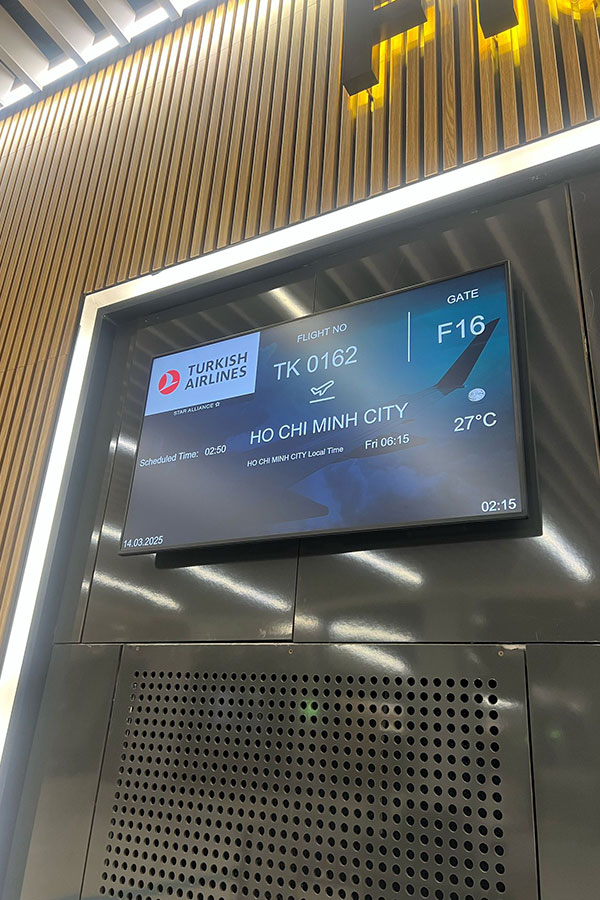 TURKISH
AIRLINES
STAR ALLIANCE
FLIGHT NO
TK 0162
GATE
F16
HO CHI MINH CITY
27°C
Scheduled Time: 02:50
HO CHI MINH CITY Local Time
Fri 06:15
14.03.2025
02:15